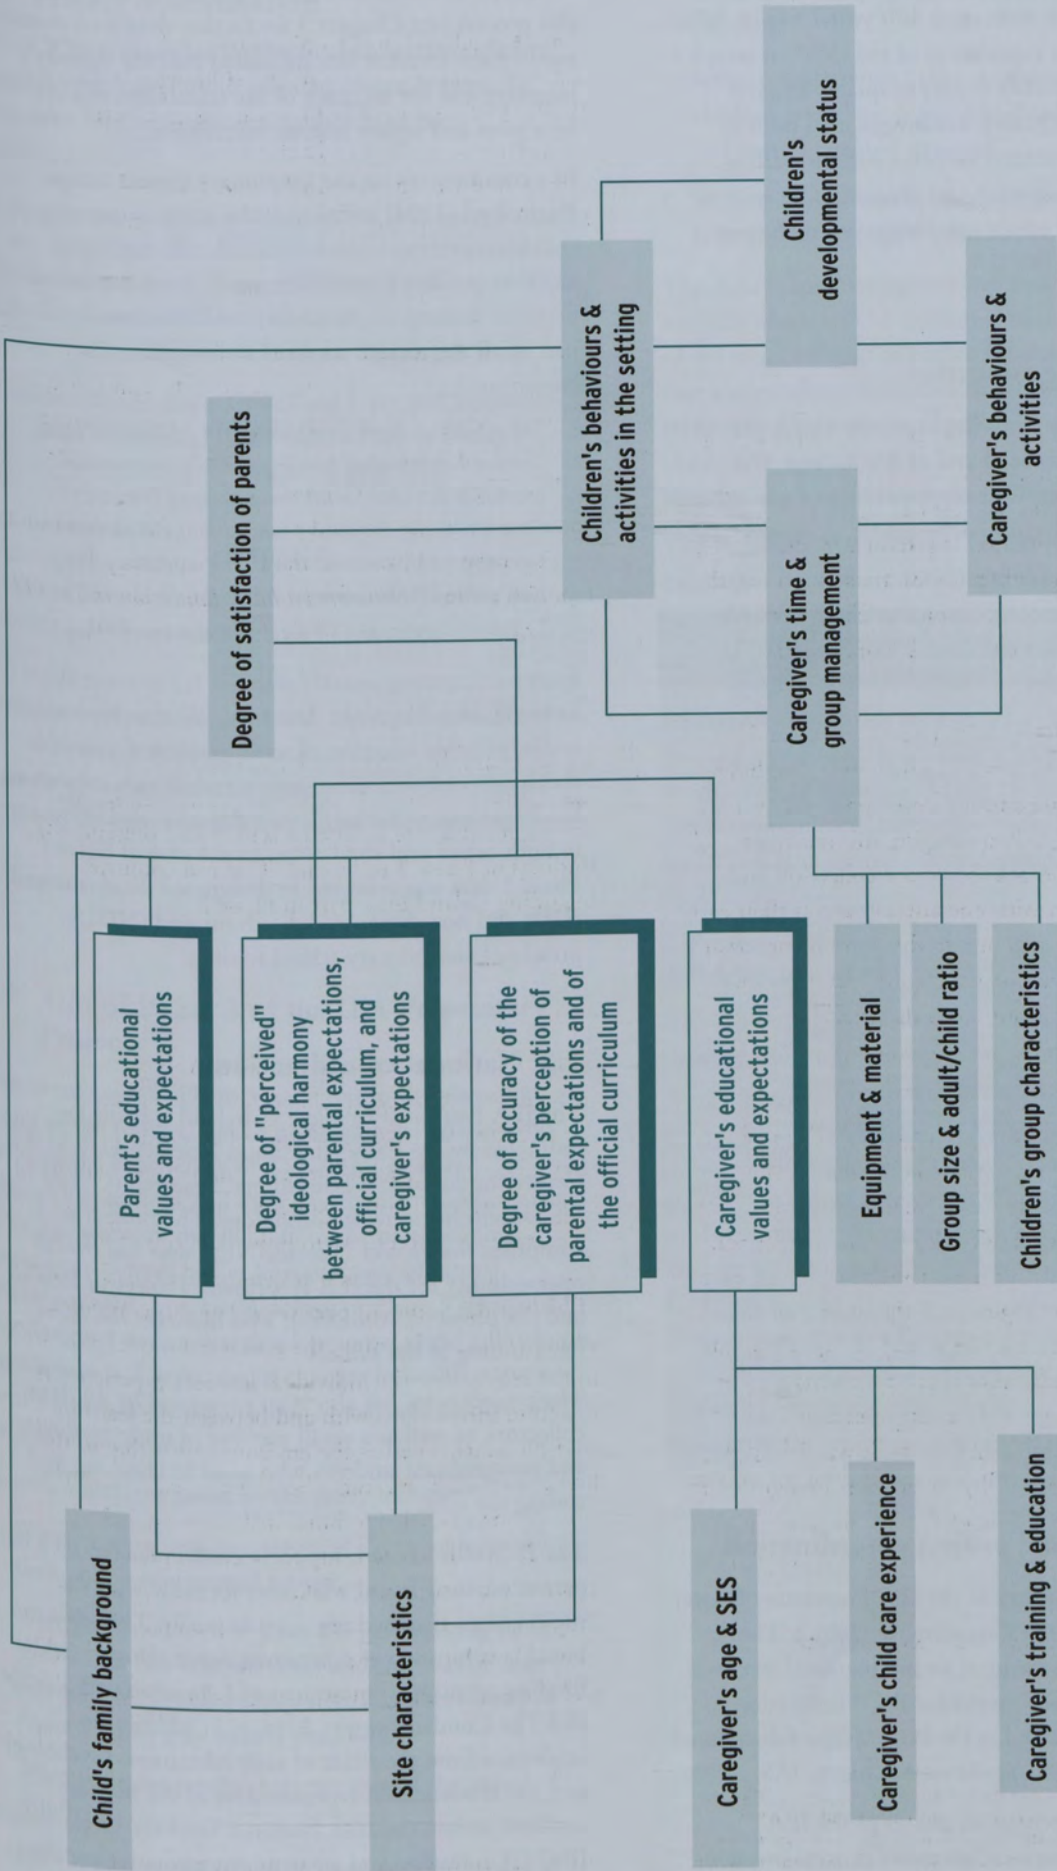 Child's family background
Site characteristics
Caregiver's age & SES
Caregiver's child care experience
Caregiver's training & education
Parent's educational
values and expectations
Degree of "perceived"
ideological harmony
between parental expectations,
official curriculum, and
caregiver's expectations
Degree of accuracy of the
caregiver's perception of
parental expectations and of
the official curriculum
Caregiver's educational
values and expectations
Equipment & material
Group size & adult/child ratio
Children's group characteristics
Degree of satisfaction of parents
Caregiver's time &
group management
Children's behaviours &
activities in the setting
Caregiver's behaviours &
activities
Children's
developmental status